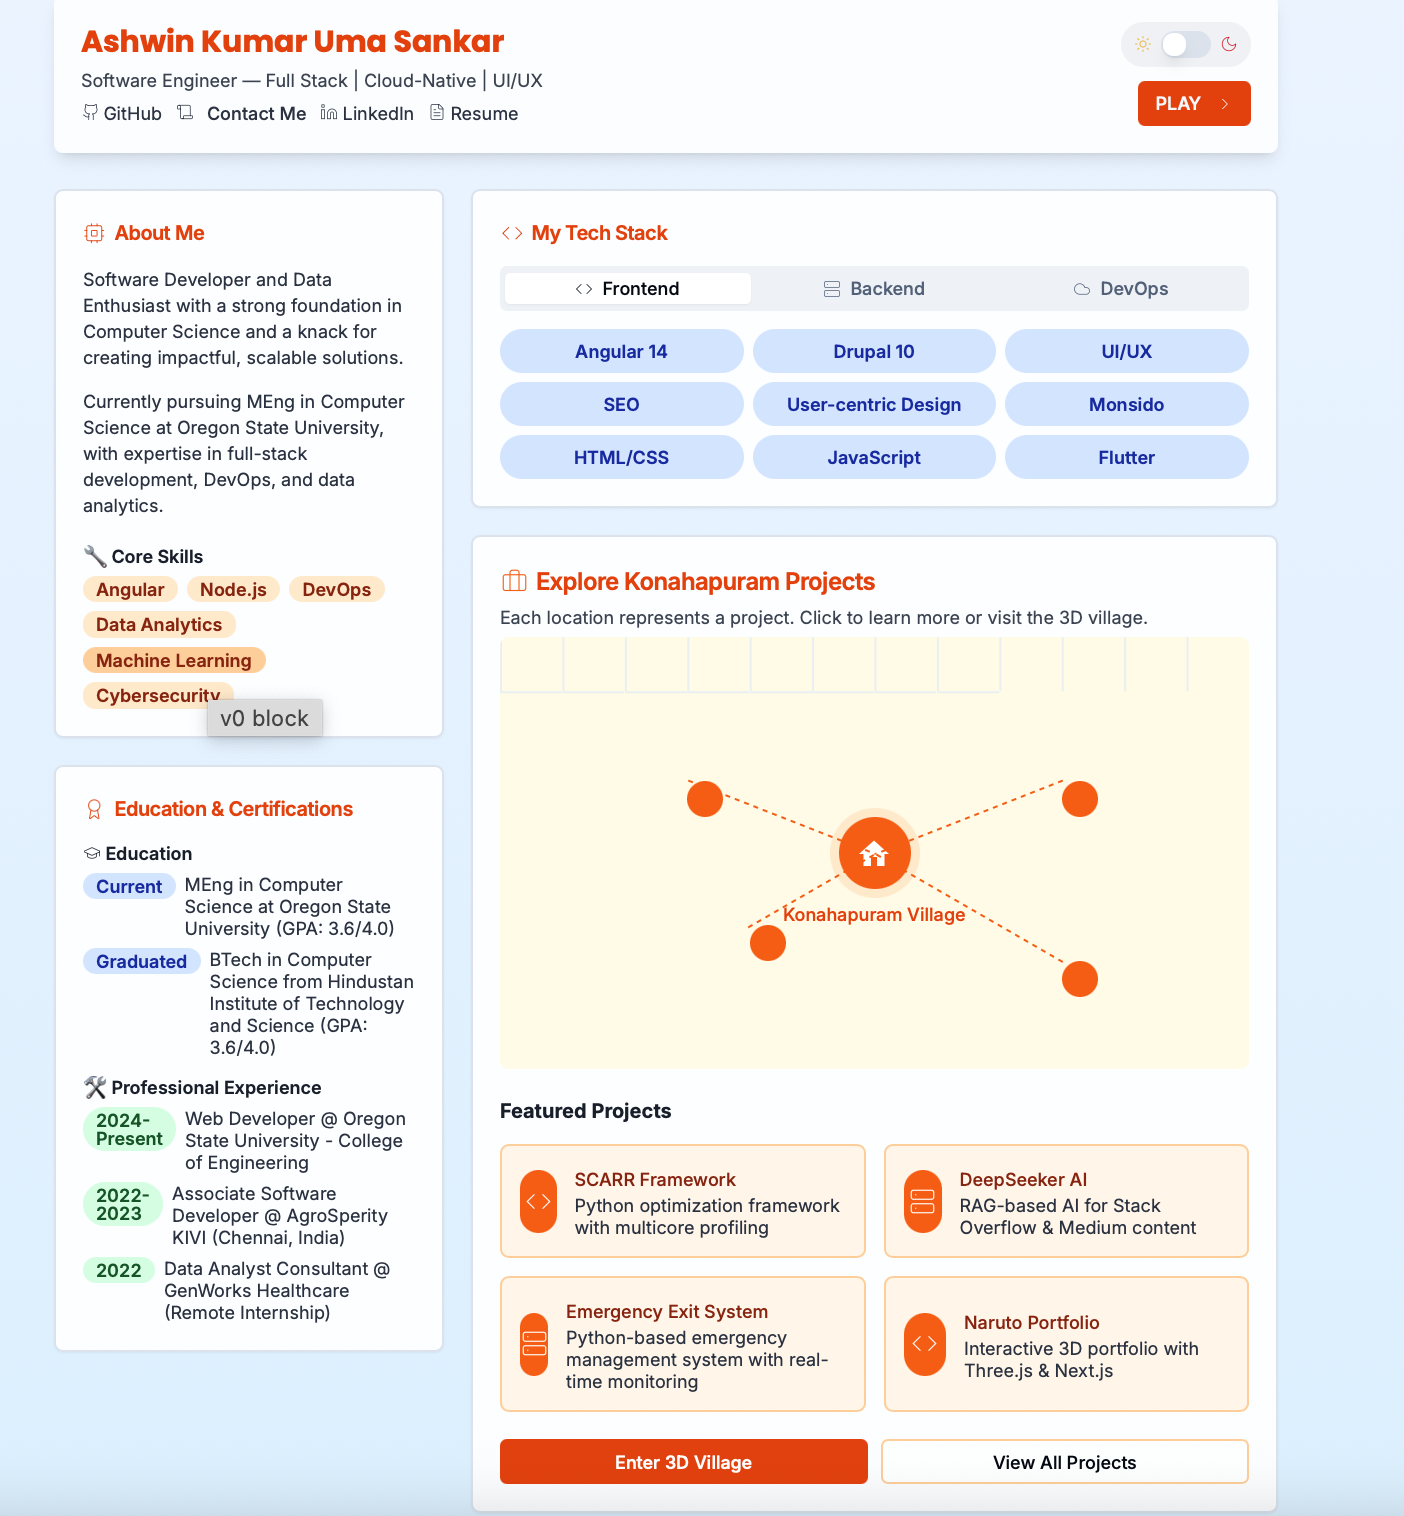 Ashwin Kumar Uma Sankar
Software Engineer — Full Stack | Cloud-Native | UI/UX
GitHub Contact Me LinkedIn Resume
PLAY
About Me
Software Developer and Data
Enthusiast with a strong foundation in
Computer Science and a knack for
creating impactful, scalable solutions.
Currently pursuing MEng in Computer
Science at Oregon State University,
with expertise in full-stack
development, DevOps, and data
analytics.
Core Skills
Angular Node.js DevOps
Data Analytics
Machine Learning
Cybersecurity
v0 block
Education & Certifications
Education
Current
MEng in Computer
Science at Oregon State
University (GPA: 3.6/4.0)
Graduated
BTech in Computer
Science from Hindustan
Institute of Technology
and Science (GPA:
3.6/4.0)
Professional Experience
2024-
Present
Web Developer @ Oregon
State University - College
of Engineering
2022-
2023
Associate Software
Developer @ AgroSperity
KIVI (Chennai, India)
2022
Data Analyst Consultant @
GenWorks Healthcare
(Remote Internship)
My Tech Stack
Frontend Backend DevOps
Angular 14 Drupal 10 UI/UX
SEO User-centric Design Monsido
HTML/CSS JavaScript Flutter
Explore Konahapuram Projects
Each location represents a project. Click to learn more or visit the 3D village.
Konahapuram Village
Featured Projects
SCARR Framework
Python optimization framework
with multicore profiling
DeepSeeker AI
RAG-based AI for Stack
Overflow & Medium content
Emergency Exit System
Python-based emergency
management system with real-
time monitoring
Naruto Portfolio
Interactive 3D portfolio with
Three.js & Next.js
Enter 3D Village
View All Projects